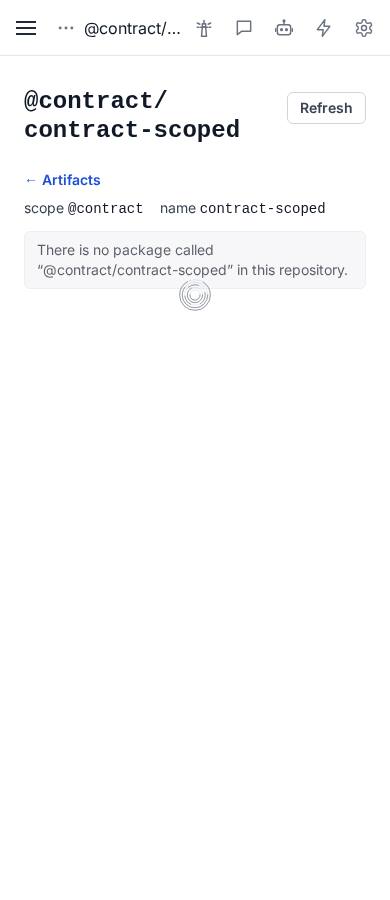 @contract/...
@contract/
contract-scoped
Refresh
← Artifacts
scope @contract name contract-scoped
There is no package called
“@contract/contract-scoped” in this repository.